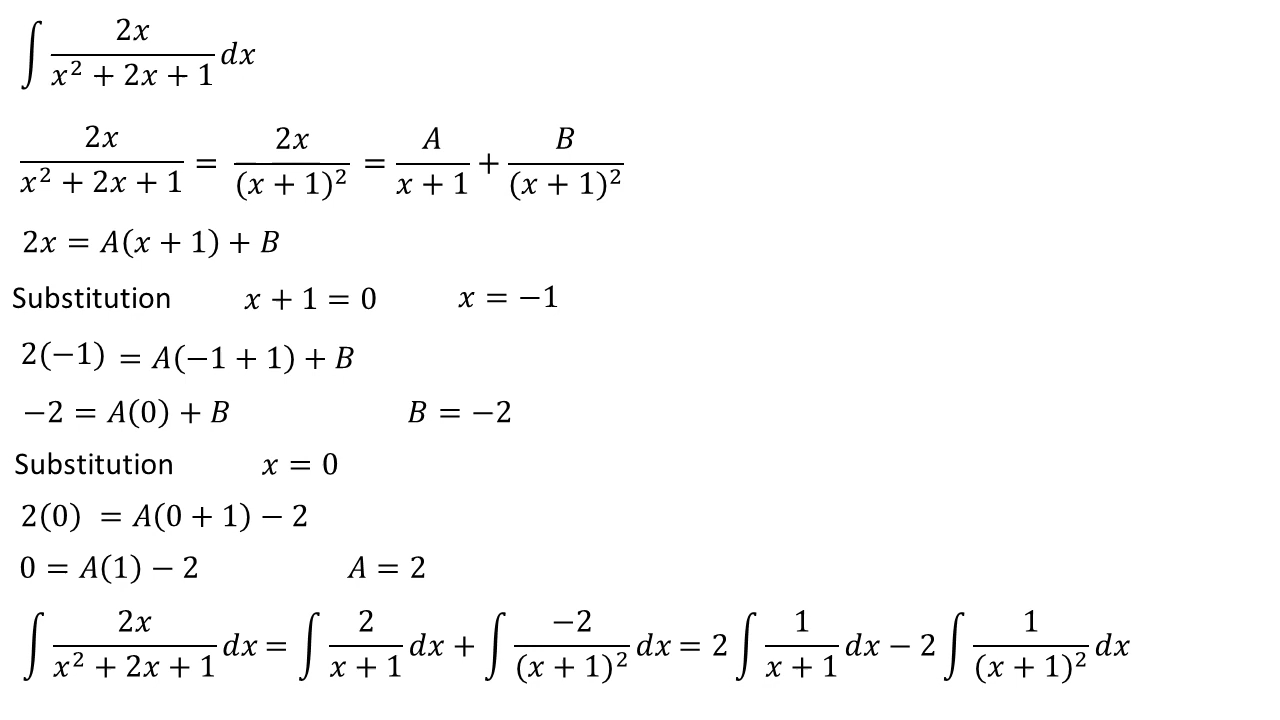 ∫ 2x/(x² + 2x + 1) dx
2x/(x² + 2x + 1) = 2x/(x + 1)² = A/(x + 1) + B/(x + 1)²
2x = A(x + 1) + B
Substitution x + 1 = 0 x = −1
2(−1) = A(−1 + 1) + B
−2 = A(0) + B B = −2
Substitution x = 0
2(0) = A(0 + 1) − 2
0 = A(1) − 2 A = 2
∫ 2x/(x² + 2x + 1) dx = ∫ 2/(x + 1) dx + ∫ −2/(x + 1)² dx = 2 ∫ 1/(x + 1) dx − 2 ∫ 1/(x + 1)² dx